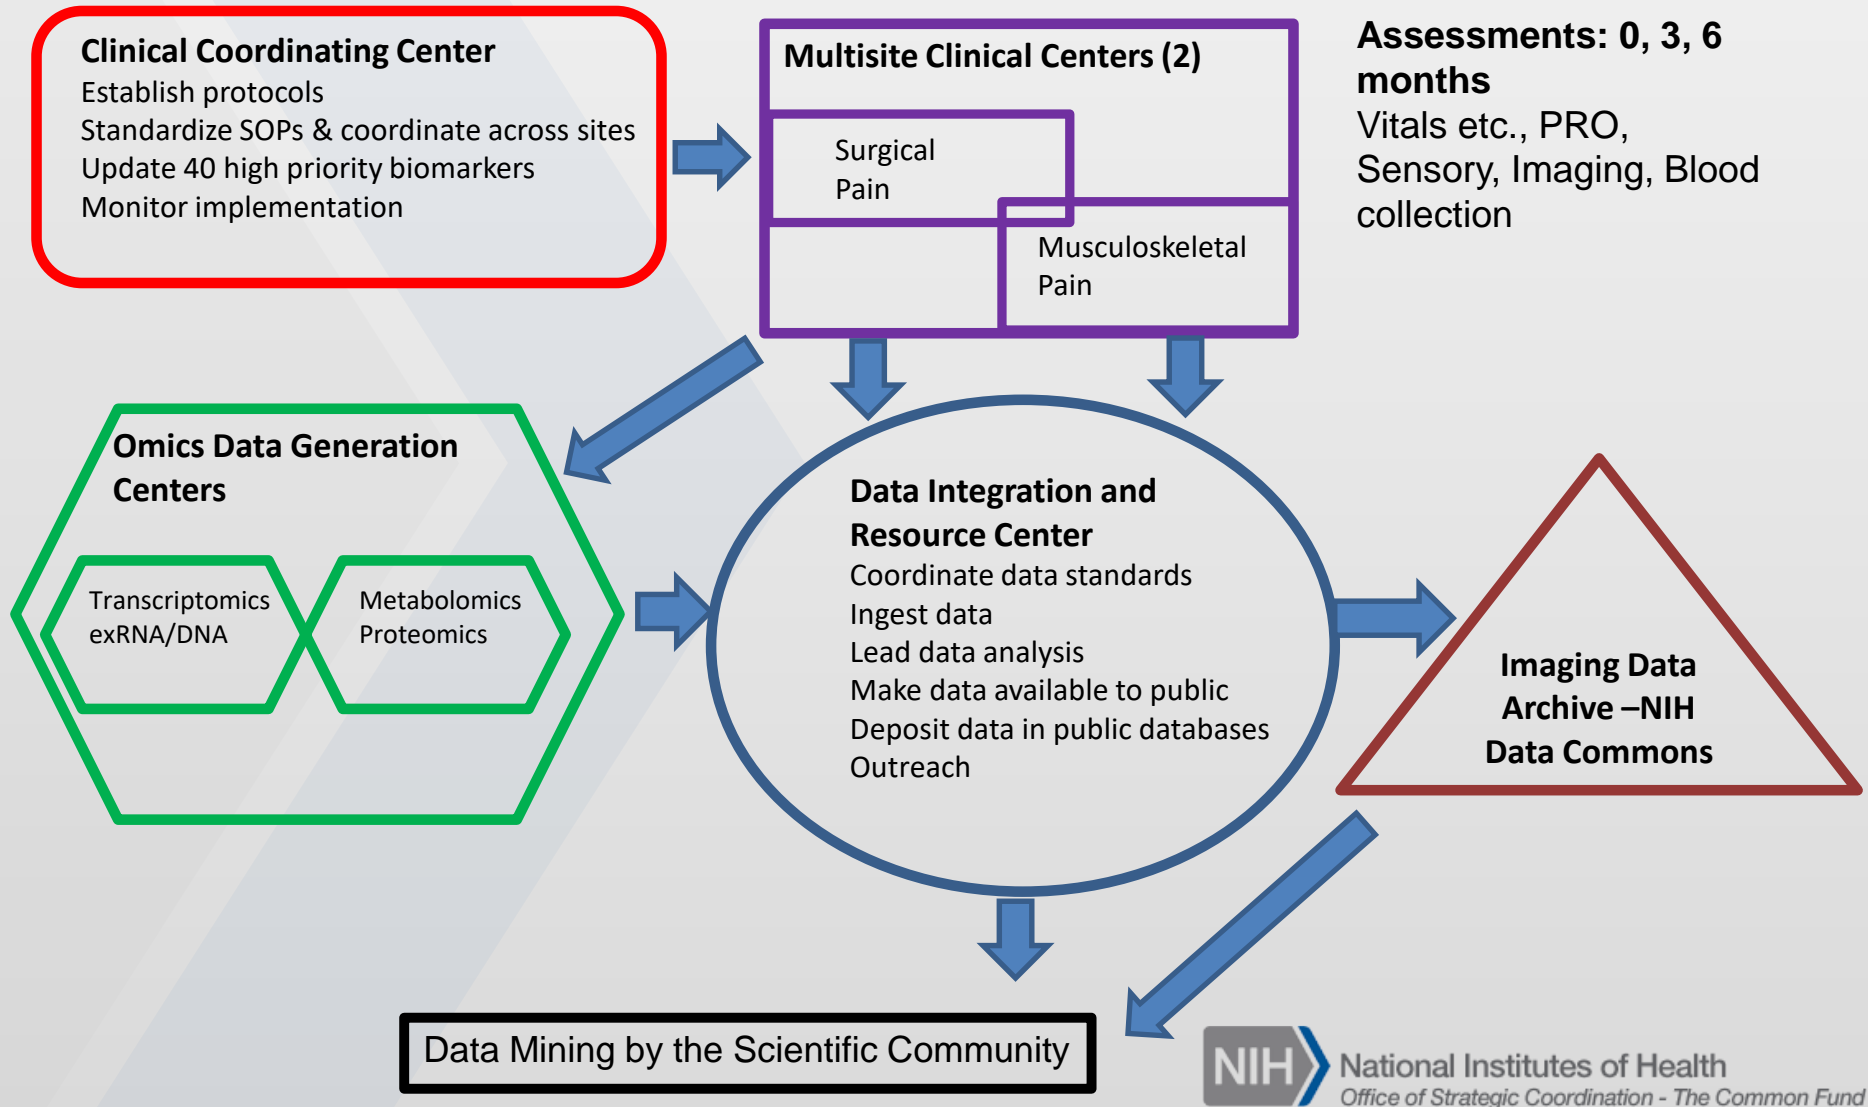 Clinical Coordinating Center
Establish protocols
Standardize SOPs & coordinate across sites
Update 40 high priority biomarkers
Monitor implementation
Multisite Clinical Centers (2)
Surgical
Pain
Musculoskeletal
Pain
Assessments: 0, 3, 6
months
Vitals etc., PRO,
Sensory, Imaging, Blood
collection
Omics Data Generation
Centers
Transcriptomics
exRNA/DNA
Metabolomics
Proteomics
Data Integration and
Resource Center
Coordinate data standards
Ingest data
Lead data analysis
Make data available to public
Deposit data in public databases
Outreach
Imaging Data
Archive –NIH
Data Commons
Data Mining by the Scientific Community
NIH
National Institutes of Health
Office of Strategic Coordination - The Common Fund